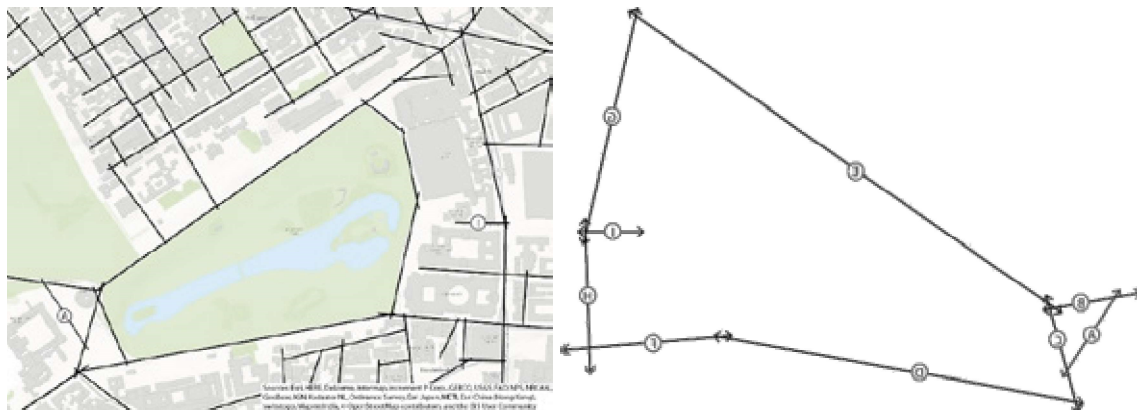 I
A
Sources: Esri, HERE, DeLorme, Intermap, increment P Corp., GEBCO, USGS, FAO, NPS, NRCAN,
GeoBase, IGN, Kadaster NL, Ordnance Survey, Esri Japan, METI, Esri China (Hong Kong),
swisstopo, MapmyIndia, © OpenStreetMap contributors, and the GIS User Community
I
H
B
A
C
D